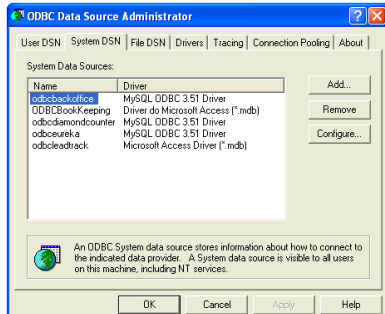 ODBC Data Source Administrator
User DSN System DSN File DSN Drivers Tracing Connection Pooling About
System Data Sources:
Name Driver
odbcbackoffice MySQL ODBC 3.51 Driver
ODBCBookKeeping Driver do Microsoft Access (*.mdb)
odbcdiamondcounter MySQL ODBC 3.51 Driver
odbceureka MySQL ODBC 3.51 Driver
odbcleadtrack Microsoft Access Driver (*.mdb)
Add...
Remove
Configure...
An ODBC System data source stores information about how to connect to
the indicated data provider. A System data source is visible to all users
on this machine, including NT services.
OK Cancel Apply Help